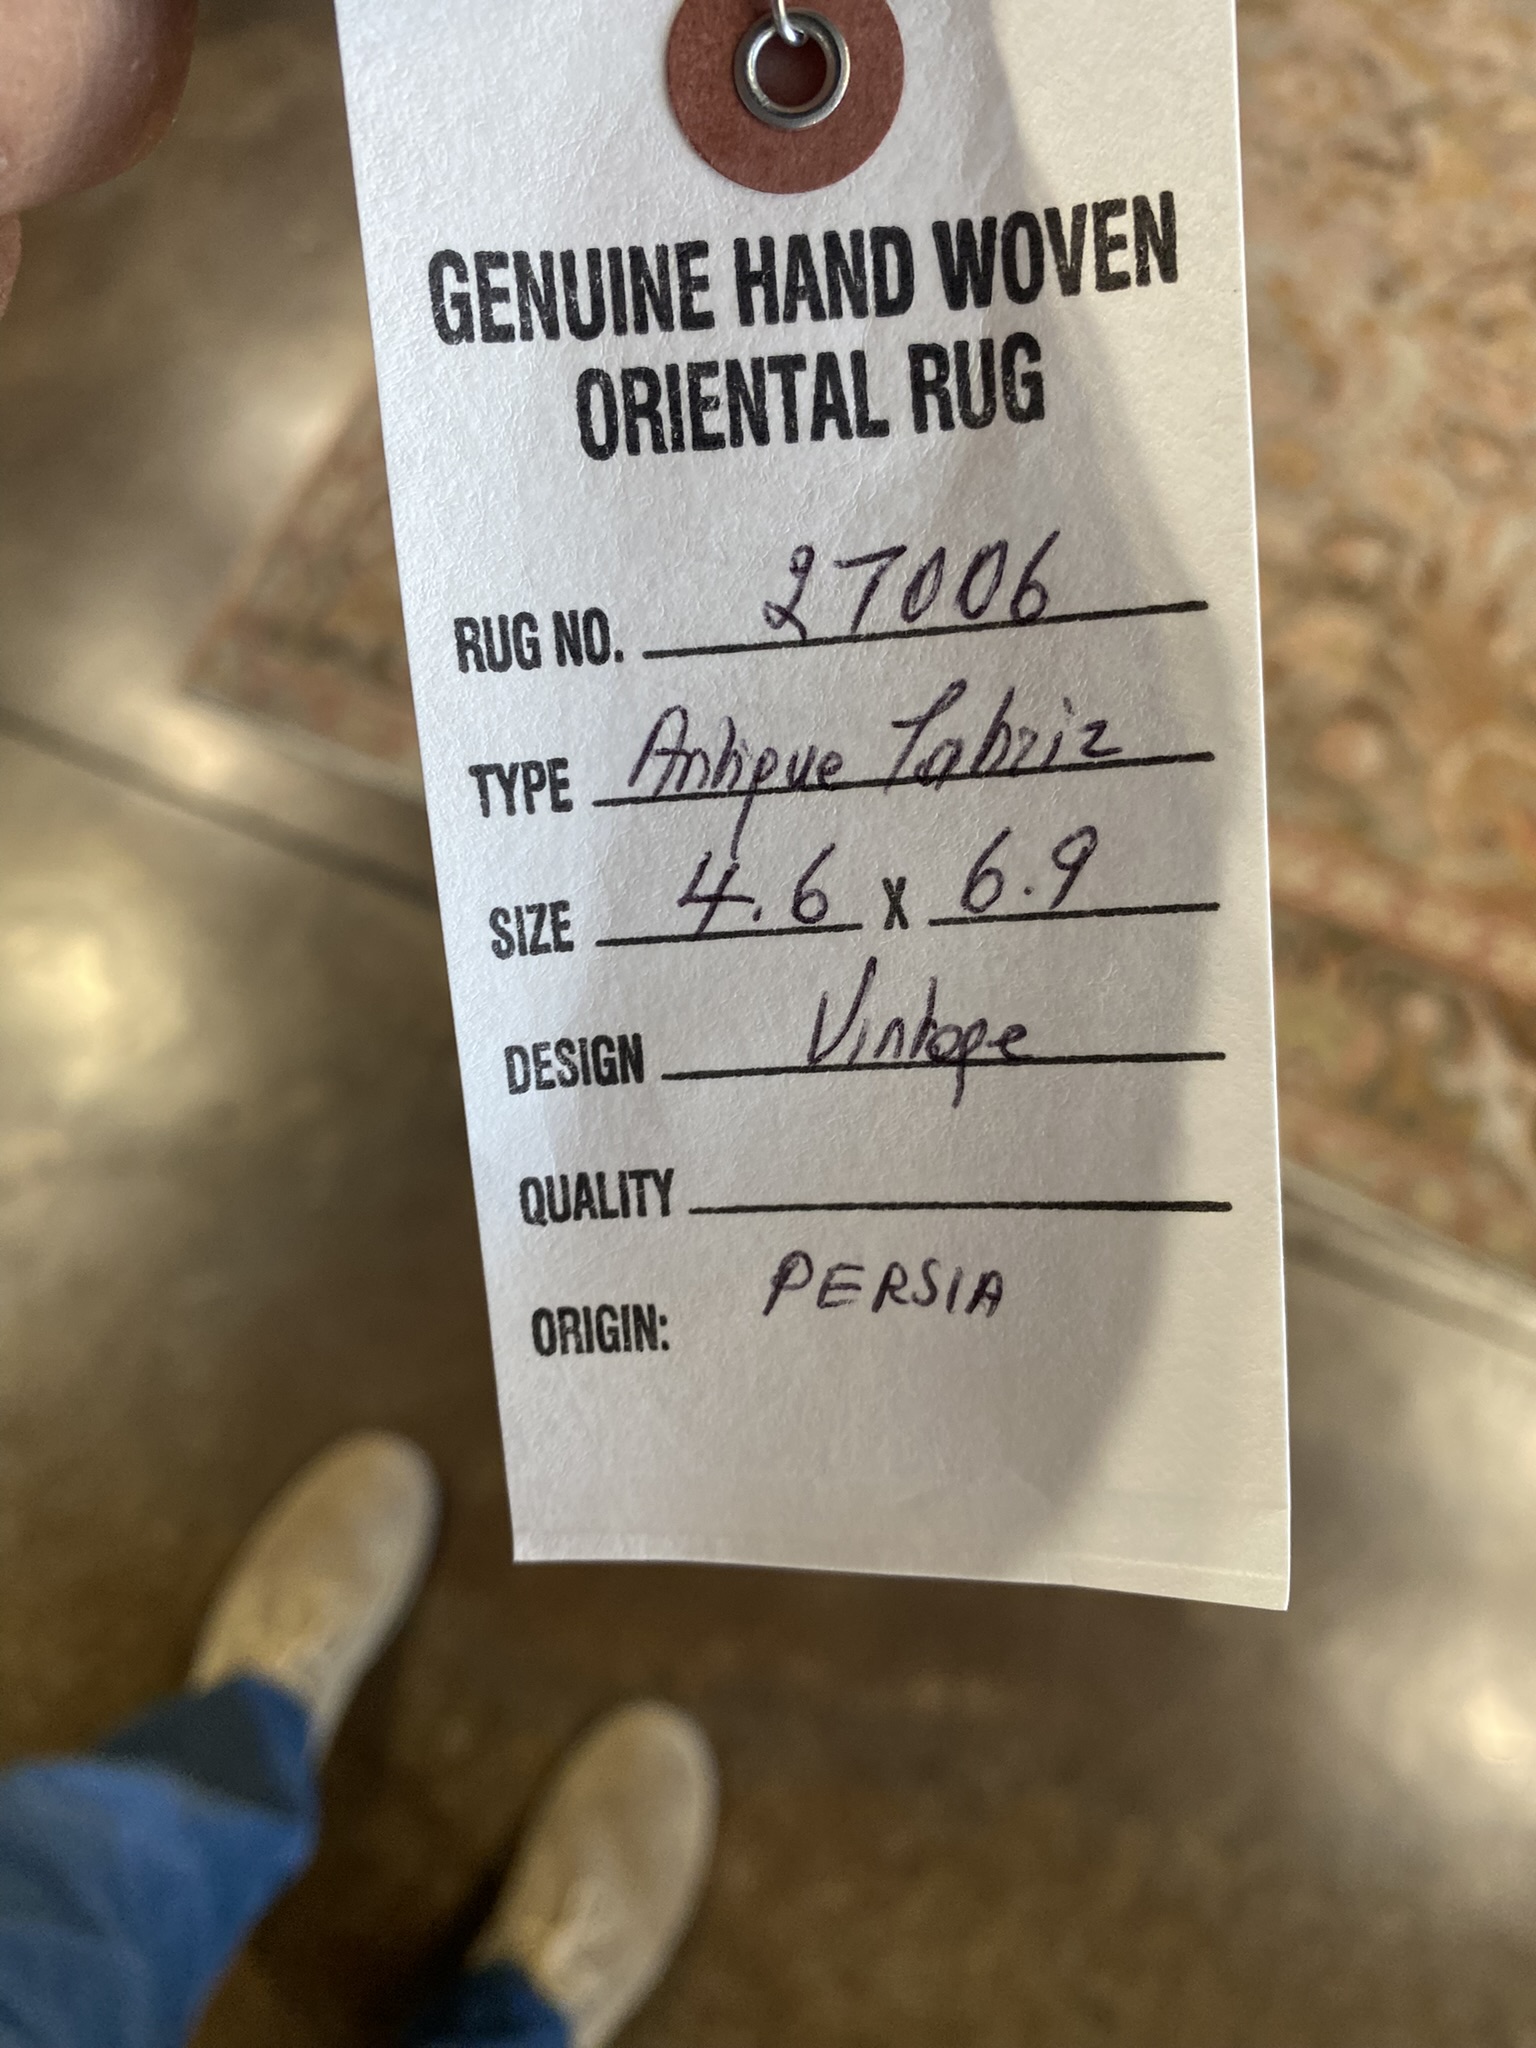 GENUINE HAND WOVEN
ORIENTAL RUG
RUG NO. 27006
TYPE Antique Tabriz
SIZE 4.6 X 6.9
DESIGN Vintage
QUALITY
ORIGIN: PERSIA